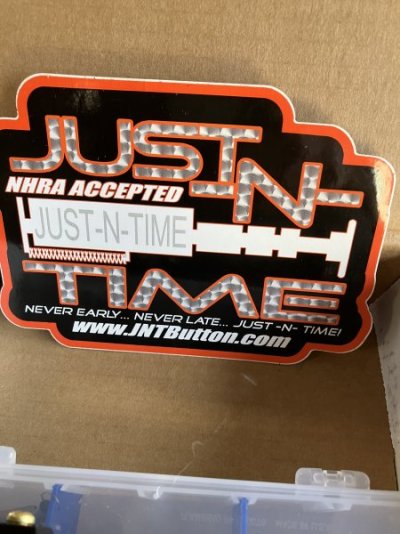 JUST-N-
NHRA ACCEPTED
JUST-N-TIME
TIME
NEVER EARLY... NEVER LATE... JUST -N- TIME!
www.JNTButton.com